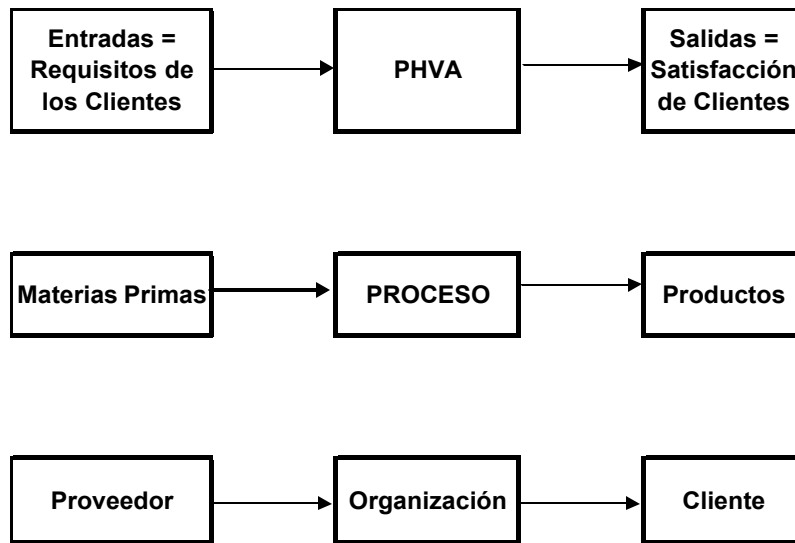 Entradas =
Requisitos de
los Clientes
PHVA
Salidas =
Satisfacción
de Clientes
Materias Primas
PROCESO
Productos
Proveedor
Organización
Cliente